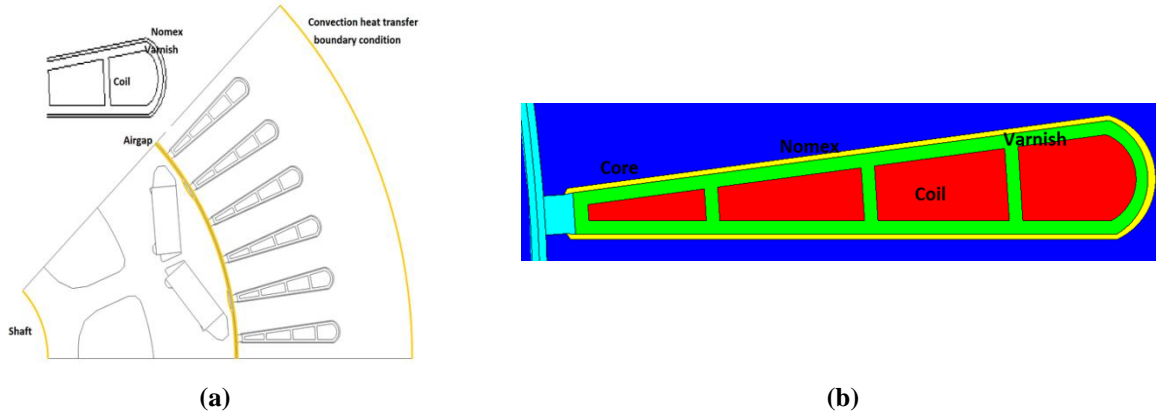 Nomex
Varnish
Coil
Convection heat transfer
boundary condition
Airgap
Shaft
(a)
Core
Nomex
Varnish
Coil
(b)